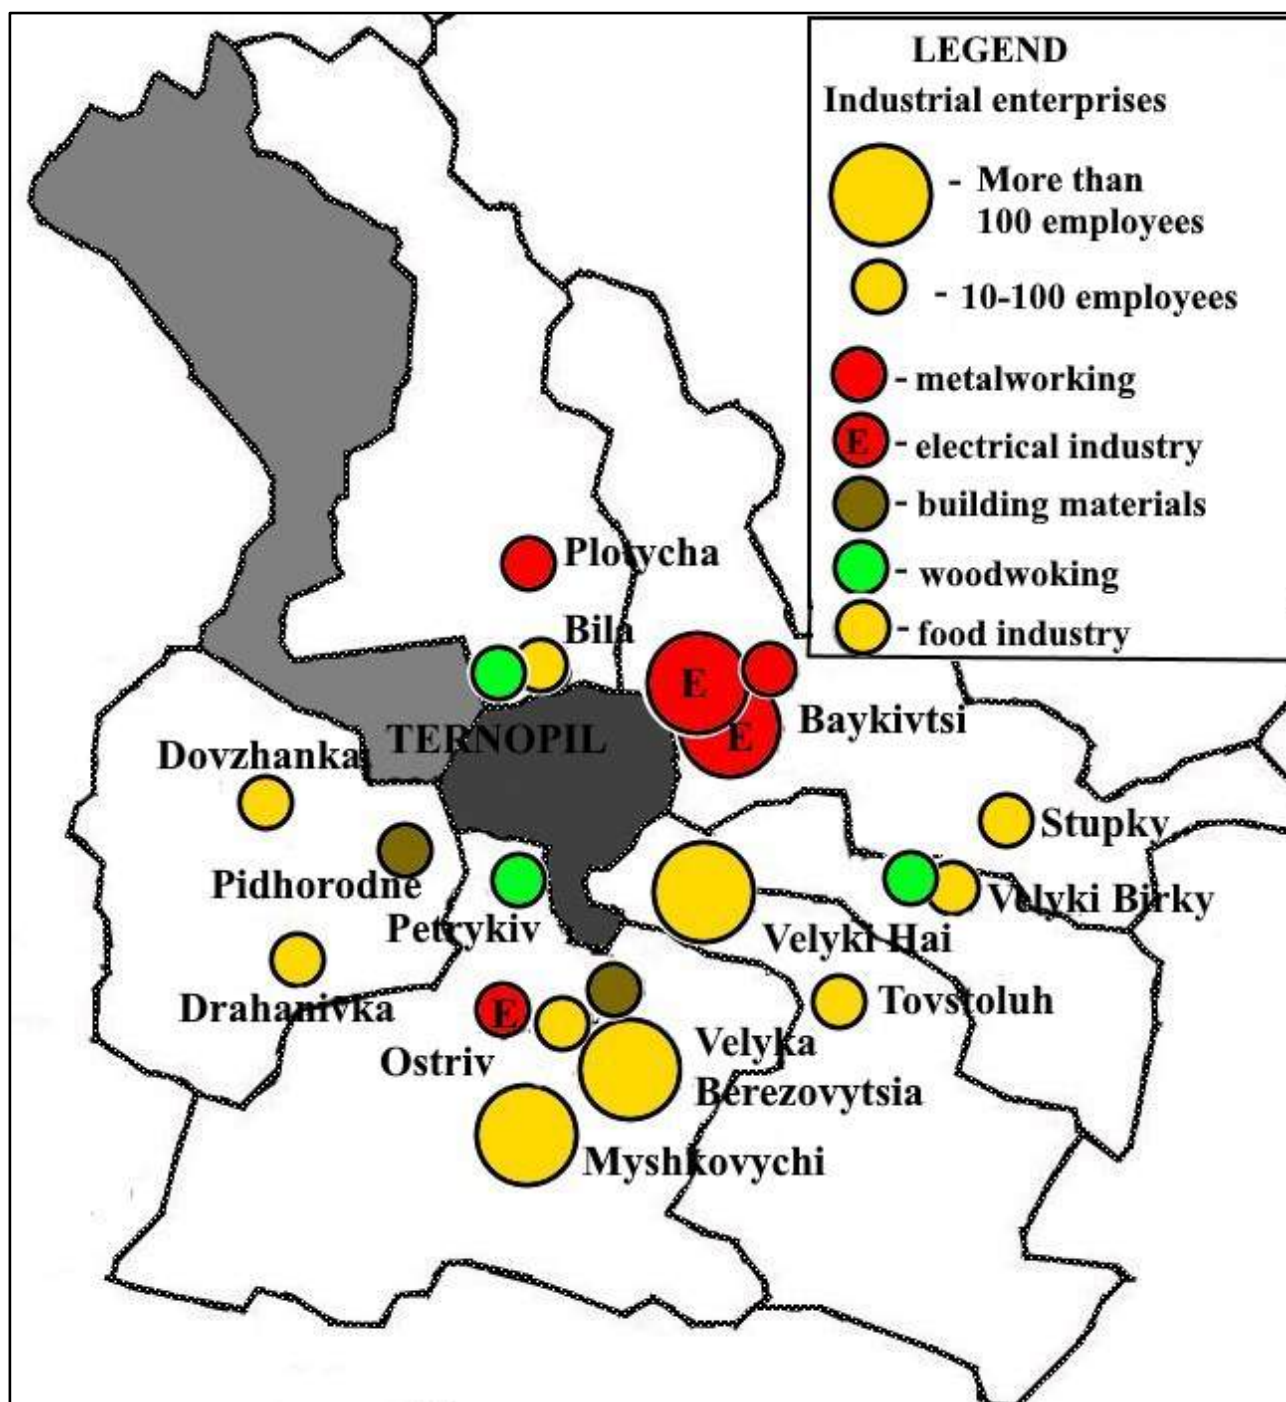 LEGEND
Industrial enterprises
- More than
100 employees
- 10-100 employees
- metalworking
E - electrical industry
- building materials
- woodwoking
- food industry
Plotycha
Bila
E
E
Baykivtsi
TERNOPIL
Dovzhanka
Stupky
Pidhorodne
Petrykiv
Velyki Birky
Velyki Hai
Drahanivka
Tovstoluh
E
Ostriv
Velyka
Berezovytsia
Myshkovychi